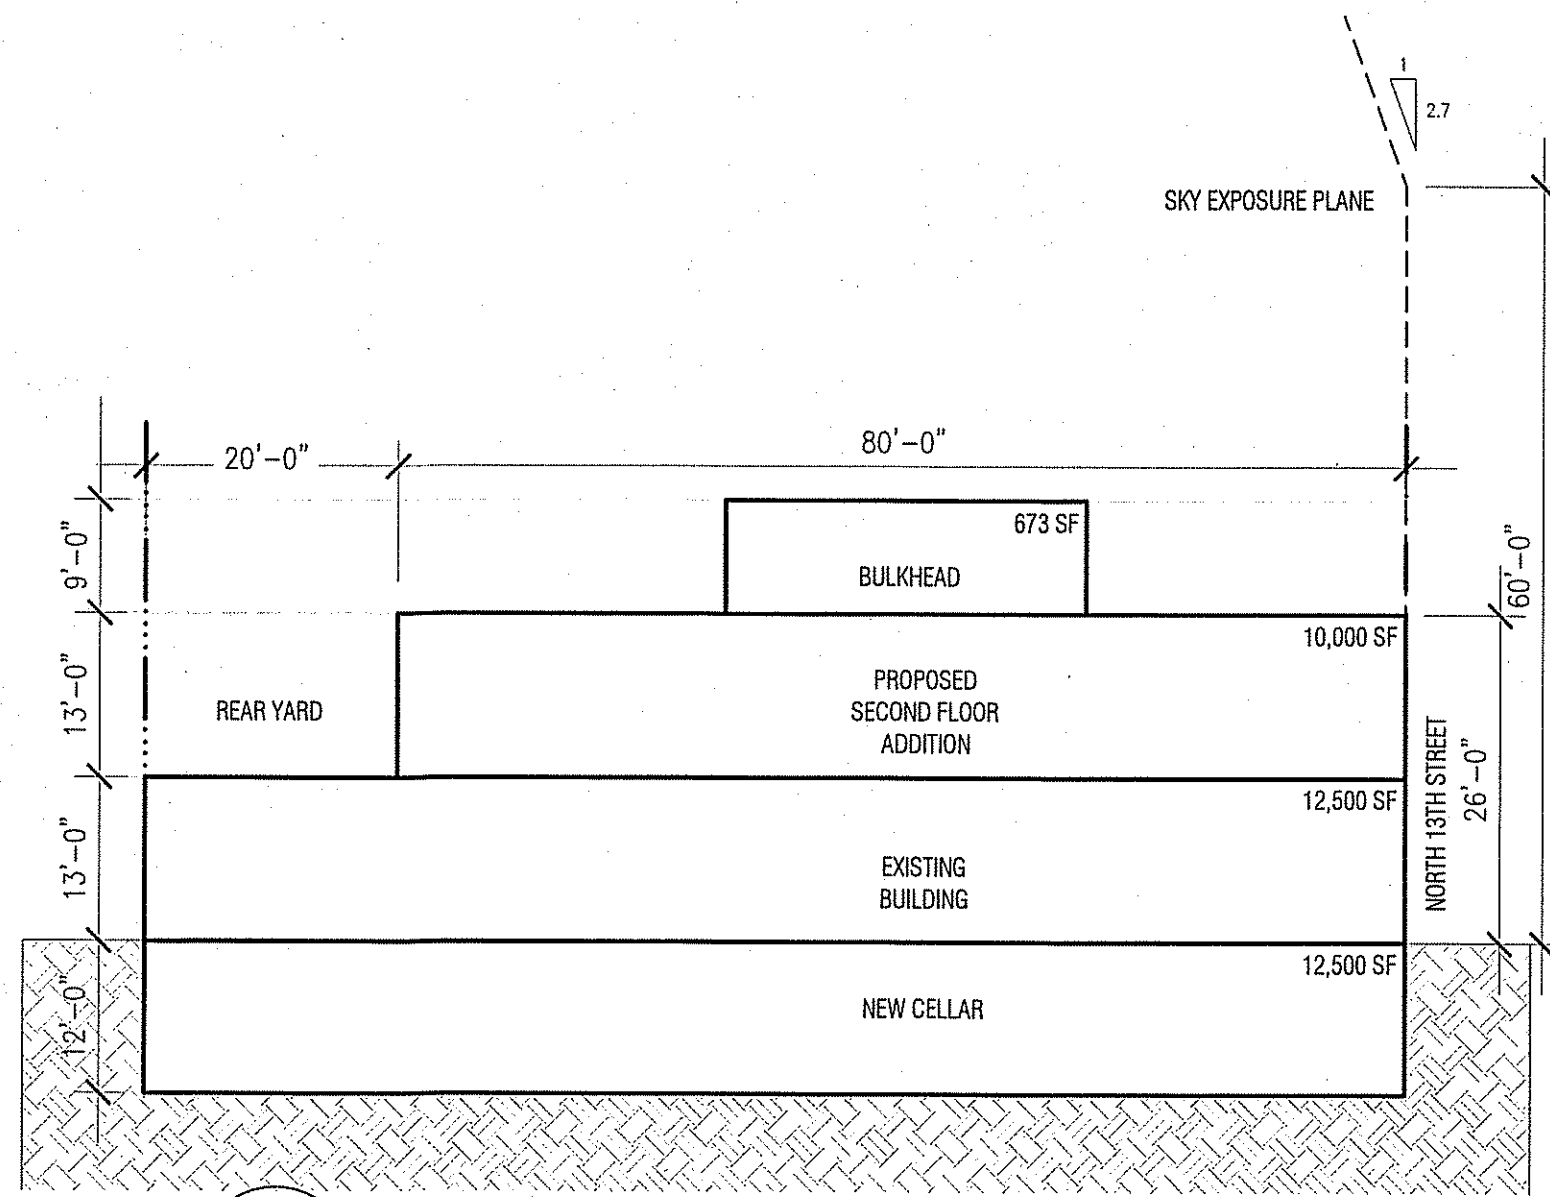 1
2.7
SKY EXPOSURE PLANE
20'-0"
80'-0"
9'-0"
673 SF
BULKHEAD
60'-0"
10,000 SF
13'-0"
REAR YARD
PROPOSED
SECOND FLOOR
ADDITION
NORTH 13TH STREET
26'-0"
12,500 SF
13'-0"
EXISTING
BUILDING
12,500 SF
12'-0"
NEW CELLAR